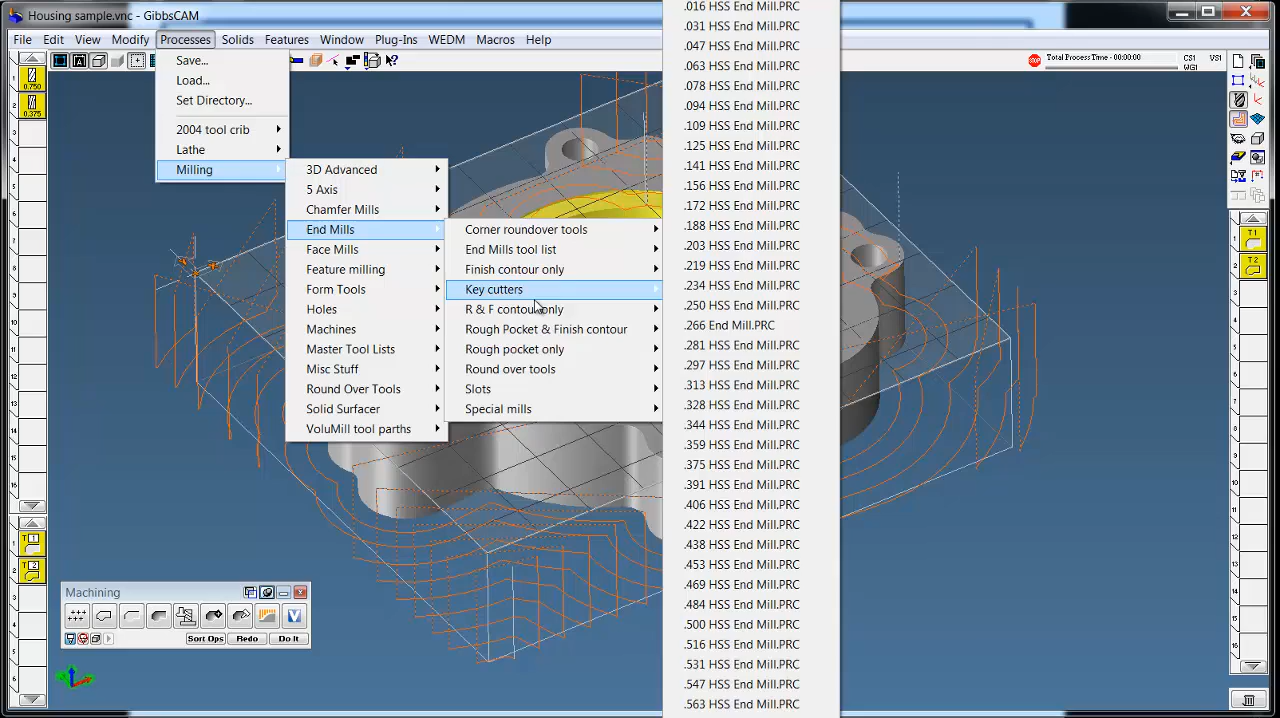 Housing sample.vnc - GibbsCAM
File Edit View Modify Processes Solids Features Window Plug-Ins WEDM Macros Help
Total Process Time - 00:00:00
CS1 VS1
WG1
Save...
Load...
Set Directory...
2004 tool crib
Lathe
Milling
3D Advanced
5 Axis
Chamfer Mills
End Mills
Face Mills
Feature milling
Form Tools
Holes
Machines
Master Tool Lists
Misc Stuff
Round Over Tools
Solid Surfacer
VoluMill tool parths
Corner roundover tools
End Mills tool list
Finish contour only
Key cutters
R & F contour only
Rough Pocket & Finish contour
Rough pocket only
Round over tools
Slots
Special mills
.016 HSS End Mill.PRC
.031 HSS End Mill.PRC
.047 HSS End Mill.PRC
.063 HSS End Mill.PRC
.078 HSS End Mill.PRC
.094 HSS End Mill.PRC
.109 HSS End Mill.PRC
.125 HSS End Mill.PRC
.141 HSS End Mill.PRC
.156 HSS End Mill.PRC
.172 HSS End Mill.PRC
.188 HSS End Mill.PRC
.203 HSS End Mill.PRC
.219 HSS End Mill.PRC
.234 HSS End Mill.PRC
.250 HSS End Mill.PRC
.266 End Mill.PRC
.281 HSS End Mill.PRC
.297 HSS End Mill.PRC
.313 HSS End Mill.PRC
.328 HSS End Mill.PRC
.344 HSS End Mill.PRC
.359 HSS End Mill.PRC
.375 HSS End Mill.PRC
.391 HSS End Mill.PRC
.406 HSS End Mill.PRC
.422 HSS End Mill.PRC
.438 HSS End Mill.PRC
.453 HSS End Mill.PRC
.469 HSS End Mill.PRC
.484 HSS End Mill.PRC
.500 HSS End Mill.PRC
.516 HSS End Mill.PRC
.531 HSS End Mill.PRC
.547 HSS End Mill.PRC
.563 HSS End Mill.PRC
0.750
0.375
T1
T2
Machining
Sort Ops Redo Do It